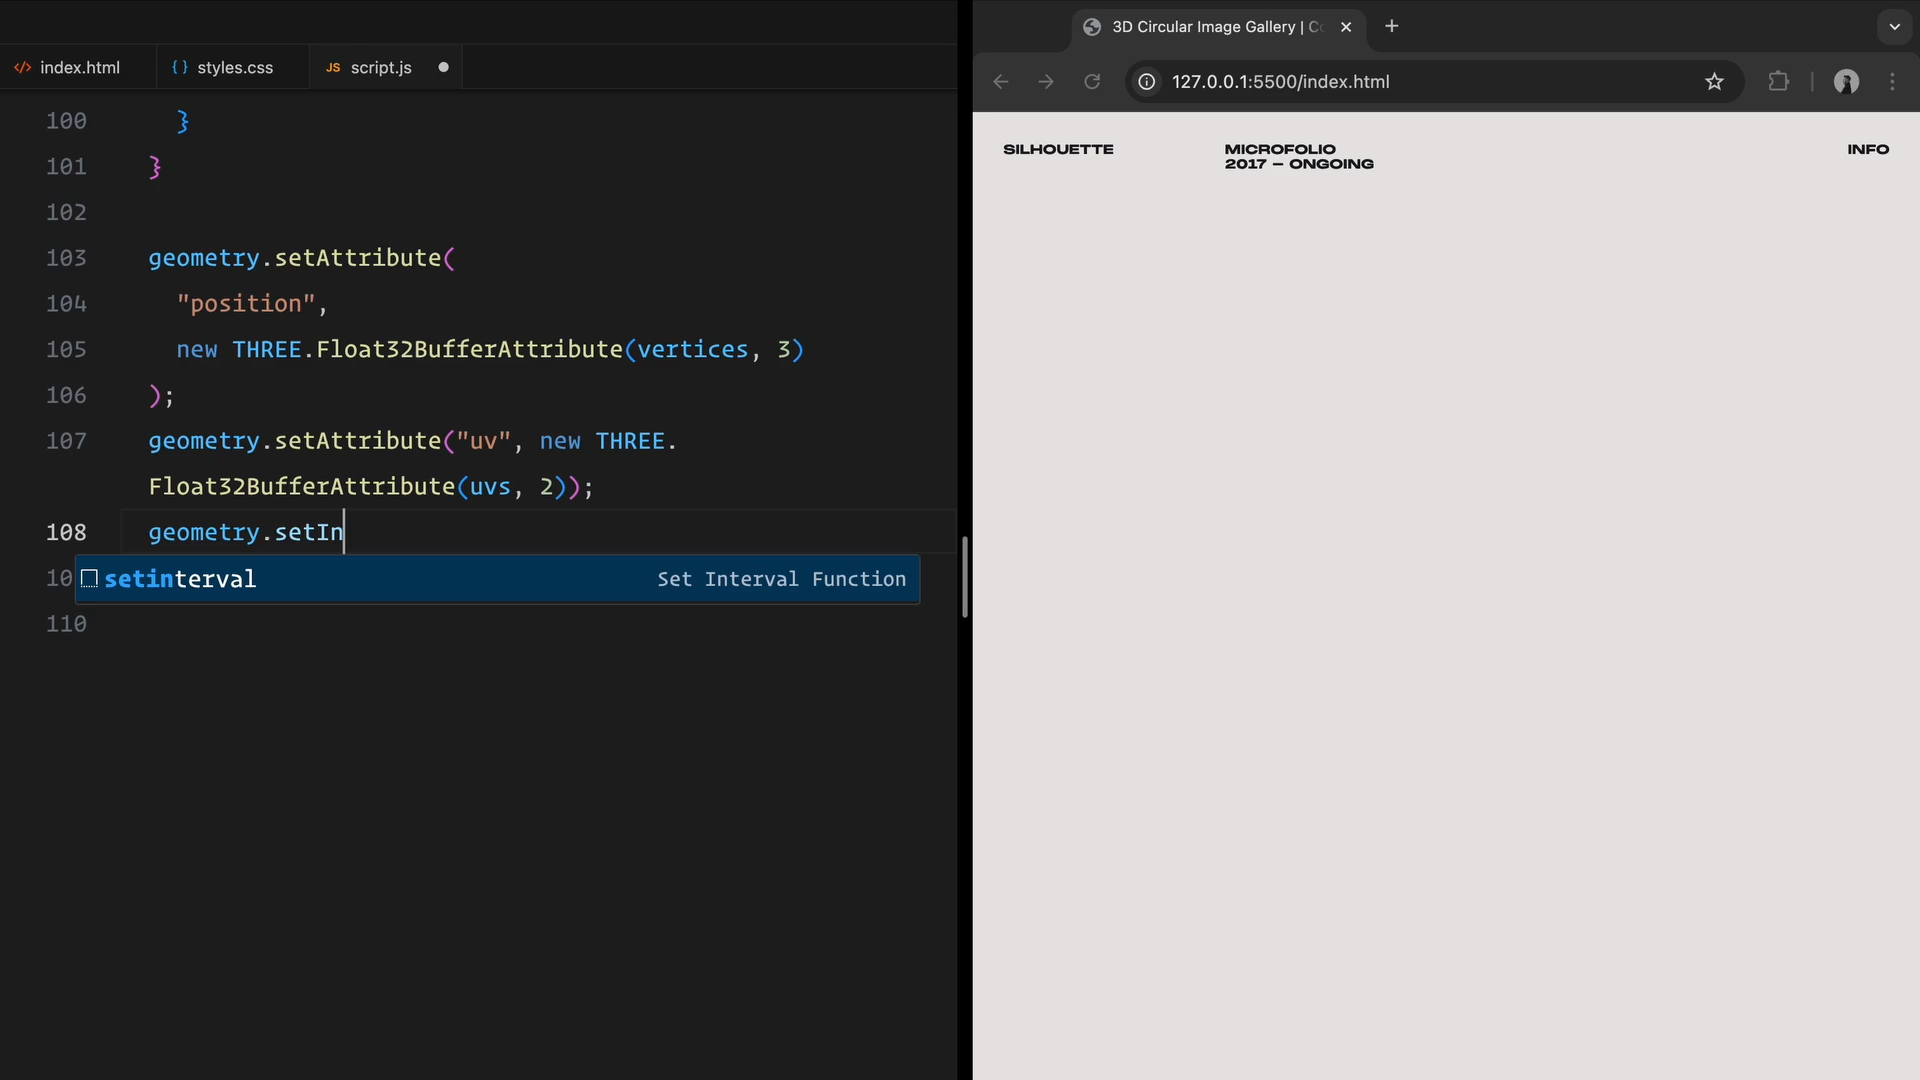 index.html
styles.css
JS script.js
100 }
101 }
102
103 geometry.setAttribute(
104 "position",
105 new THREE.Float32BufferAttribute(vertices, 3)
106 );
107 geometry.setAttribute("uv", new THREE.
Float32BufferAttribute(uvs, 2));
108 geometry.setIn
10 setinterval Set Interval Function
110
3D Circular Image Gallery |
127.0.0.1:5500/index.html
SILHOUETTE
MICROFOLIO
2017 — ONGOING
INFO